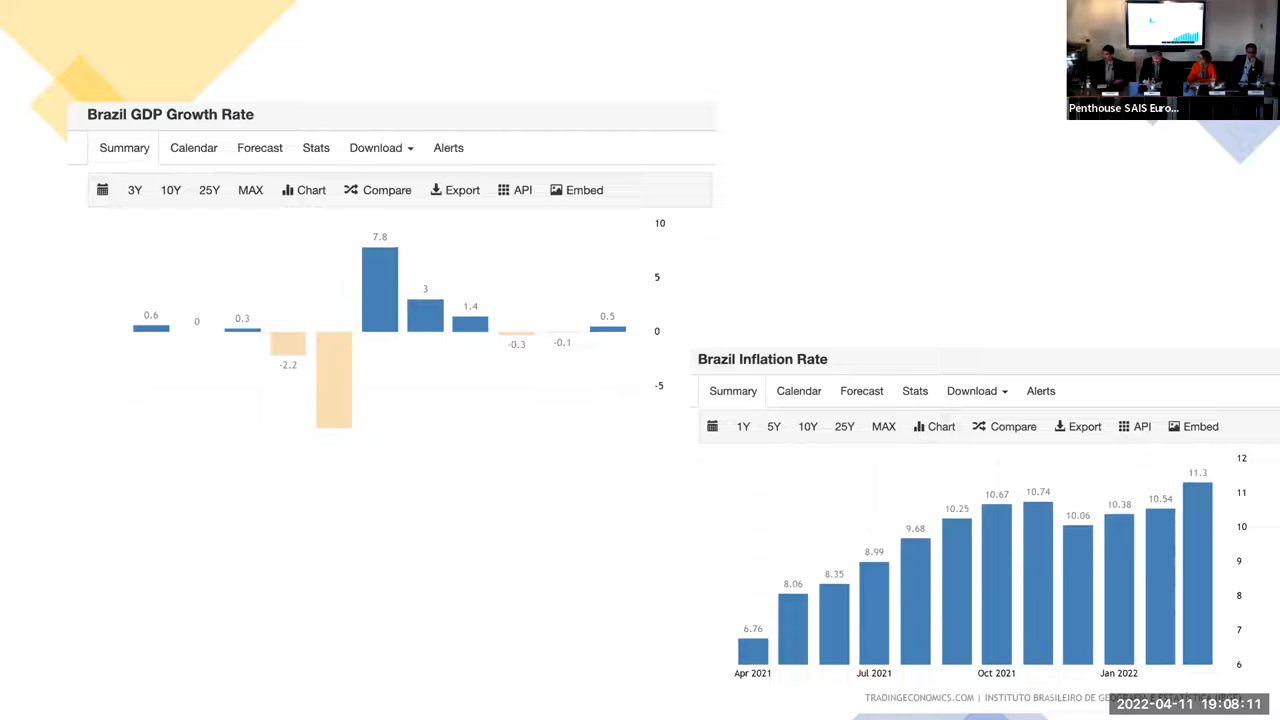 Penthouse SAIS Euro...
Brazil GDP Growth Rate
Summary Calendar Forecast Stats Download Alerts
3Y 10Y 25Y MAX Chart Compare Export API Embed
10
7.8
5
3
1.4
0.6 0 0.3 -2.2 -0.3 -0.1 0.5
0
-5
Brazil Inflation Rate
Summary Calendar Forecast Stats Download Alerts
1Y 5Y 10Y 25Y MAX Chart Compare Export API Embed
12
11.3
11
6.76 8.06 8.35 8.99 9.68 10.25 10.67 10.74 10.06 10.38 10.54
10
9
8
7
6
Apr 2021 Jul 2021 Oct 2021 Jan 2022
TRADINGECONOMICS.COM | INSTITUTO BRASILEIRO DE GEOGRAFIA E ESTATÍSTICA (IBGE)
2022-04-11 19:08:11